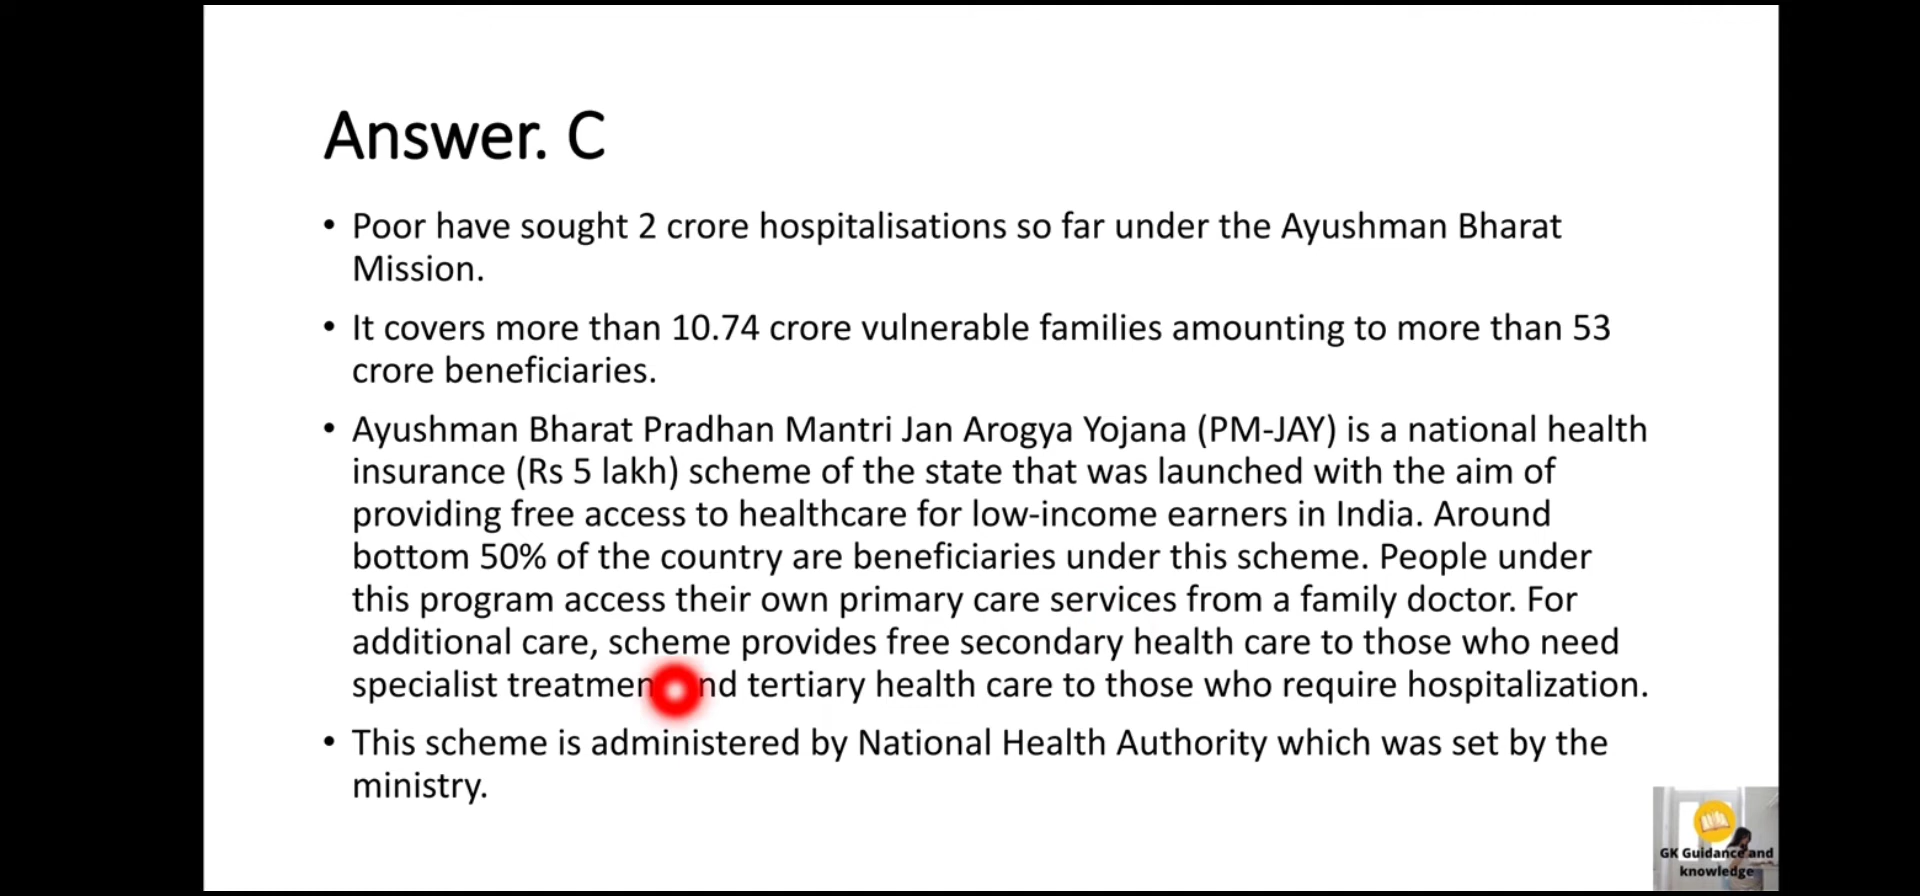 Answer. C
• Poor have sought 2 crore hospitalisations so far under the Ayushman Bharat
Mission.
• It covers more than 10.74 crore vulnerable families amounting to more than 53
crore beneficiaries.
• Ayushman Bharat Pradhan Mantri Jan Arogya Yojana (PM-JAY) is a national health
insurance (Rs 5 lakh) scheme of the state that was launched with the aim of
providing free access to healthcare for low-income earners in India. Around
bottom 50% of the country are beneficiaries under this scheme. People under
this program access their own primary care services from a family doctor. For
additional care, scheme provides free secondary health care to those who need
specialist tertiary health care to those who require hospitalization.
• This scheme is administered by National Health Authority which was set by the
ministry.
GK Guidance and
knowledge